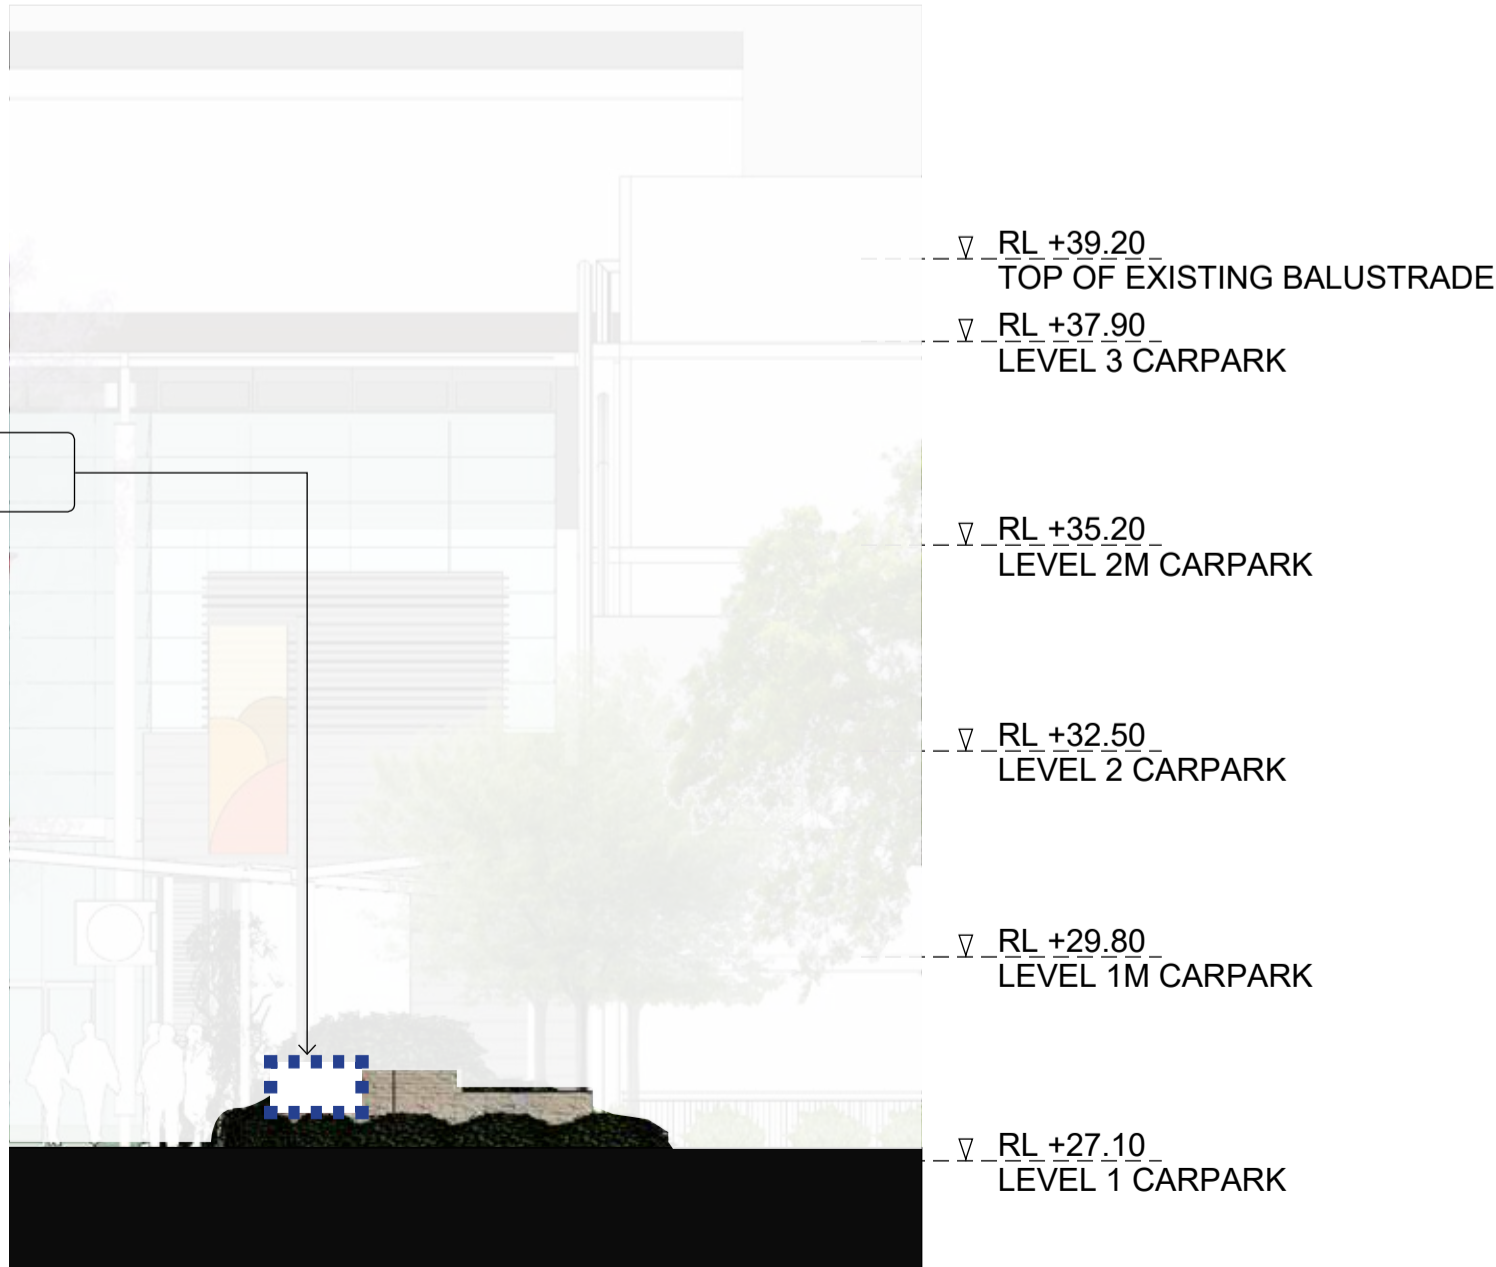 RL +39.20
TOP OF EXISTING BALUSTRADE
RL +37.90
LEVEL 3 CARPARK
RL +35.20
LEVEL 2M CARPARK
RL +32.50
LEVEL 2 CARPARK
RL +29.80
LEVEL 1M CARPARK
RL +27.10
LEVEL 1 CARPARK